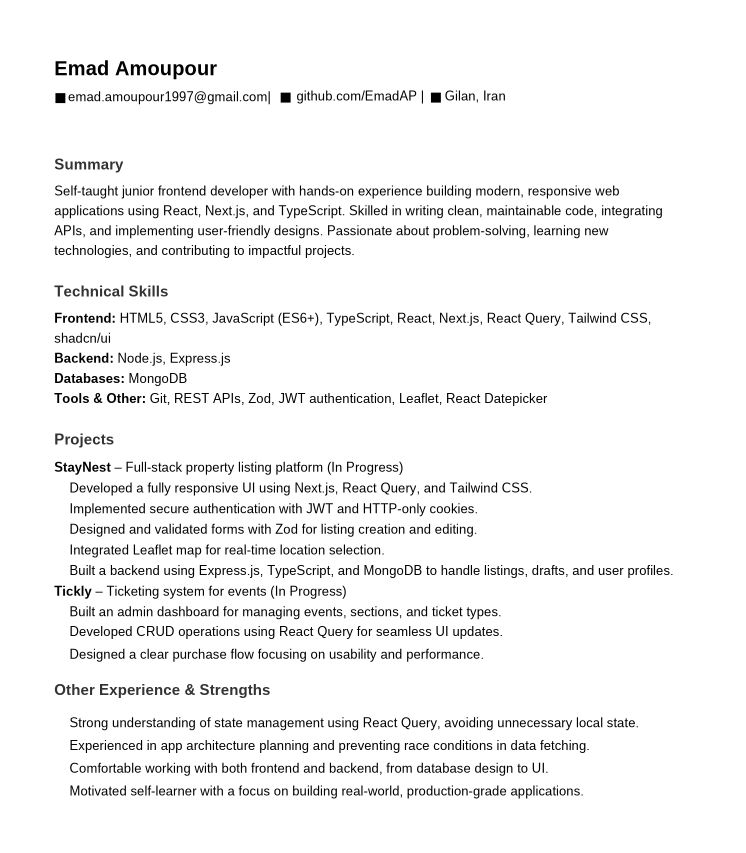 Emad Amoupour
■ emad.amoupour1997@gmail.com| ■ github.com/EmadAP | ■ Gilan, Iran
Summary
Self-taught junior frontend developer with hands-on experience building modern, responsive web
applications using React, Next.js, and TypeScript. Skilled in writing clean, maintainable code, integrating
APIs, and implementing user-friendly designs. Passionate about problem-solving, learning new
technologies, and contributing to impactful projects.
Technical Skills
Frontend: HTML5, CSS3, JavaScript (ES6+), TypeScript, React, Next.js, React Query, Tailwind CSS,
shadcn/ui
Backend: Node.js, Express.js
Databases: MongoDB
Tools & Other: Git, REST APIs, Zod, JWT authentication, Leaflet, React Datepicker
Projects
StayNest – Full-stack property listing platform (In Progress)
Developed a fully responsive UI using Next.js, React Query, and Tailwind CSS.
Implemented secure authentication with JWT and HTTP-only cookies.
Designed and validated forms with Zod for listing creation and editing.
Integrated Leaflet map for real-time location selection.
Built a backend using Express.js, TypeScript, and MongoDB to handle listings, drafts, and user profiles.
Tickly – Ticketing system for events (In Progress)
Built an admin dashboard for managing events, sections, and ticket types.
Developed CRUD operations using React Query for seamless UI updates.
Designed a clear purchase flow focusing on usability and performance.
Other Experience & Strengths
Strong understanding of state management using React Query, avoiding unnecessary local state.
Experienced in app architecture planning and preventing race conditions in data fetching.
Comfortable working with both frontend and backend, from database design to UI.
Motivated self-learner with a focus on building real-world, production-grade applications.